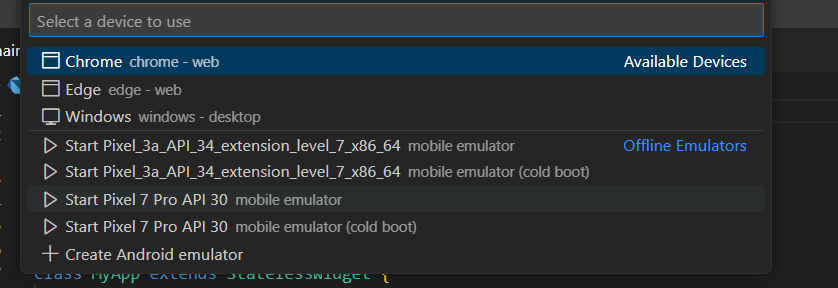 Select a device to use
Chrome chrome - web Available Devices
Edge edge - web
Windows windows - desktop
Start Pixel_3a_API_34_extension_level_7_x86_64 mobile emulator Offline Emulators
Start Pixel_3a_API_34_extension_level_7_x86_64 mobile emulator (cold boot)
Start Pixel 7 Pro API 30 mobile emulator
Start Pixel 7 Pro API 30 mobile emulator (cold boot)
Create Android emulator
class MyApp extends StatelessWidget {